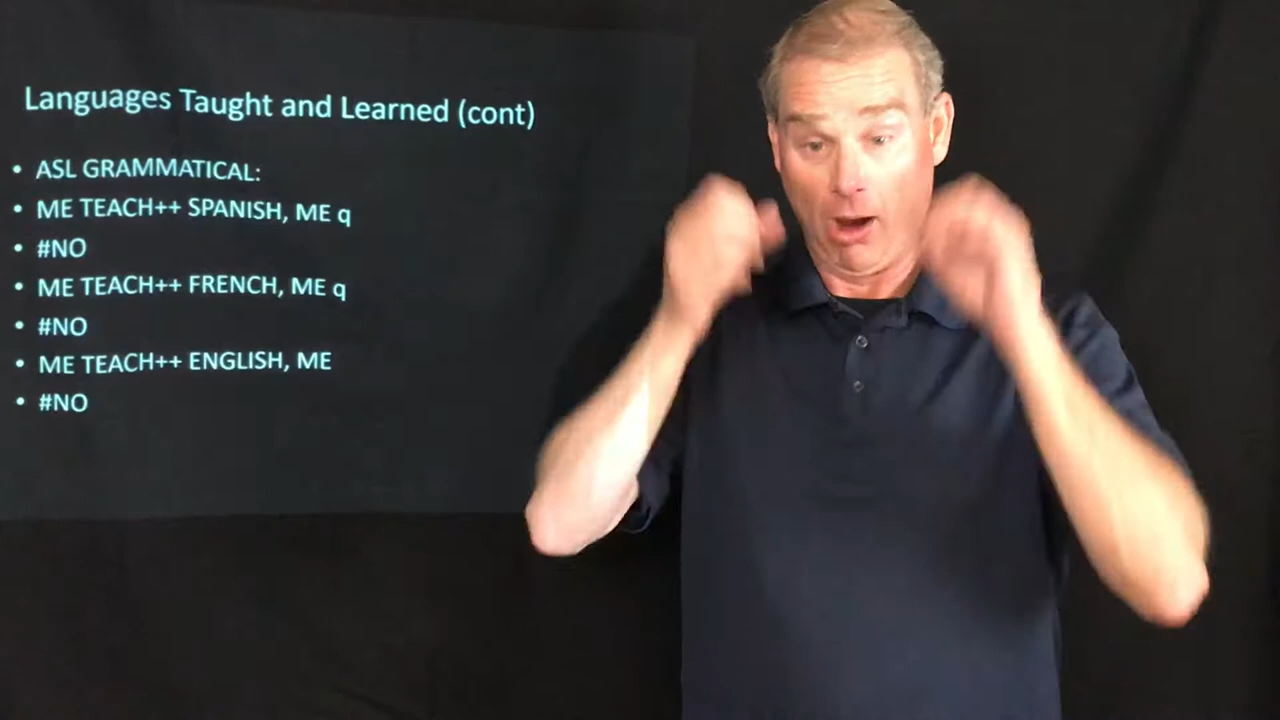 Languages Taught and Learned (cont)
• ASL GRAMMATICAL:
• ME TEACH++ SPANISH, ME q
• #NO
• ME TEACH++ FRENCH, ME q
• #NO
• ME TEACH++ ENGLISH, ME
• #NO